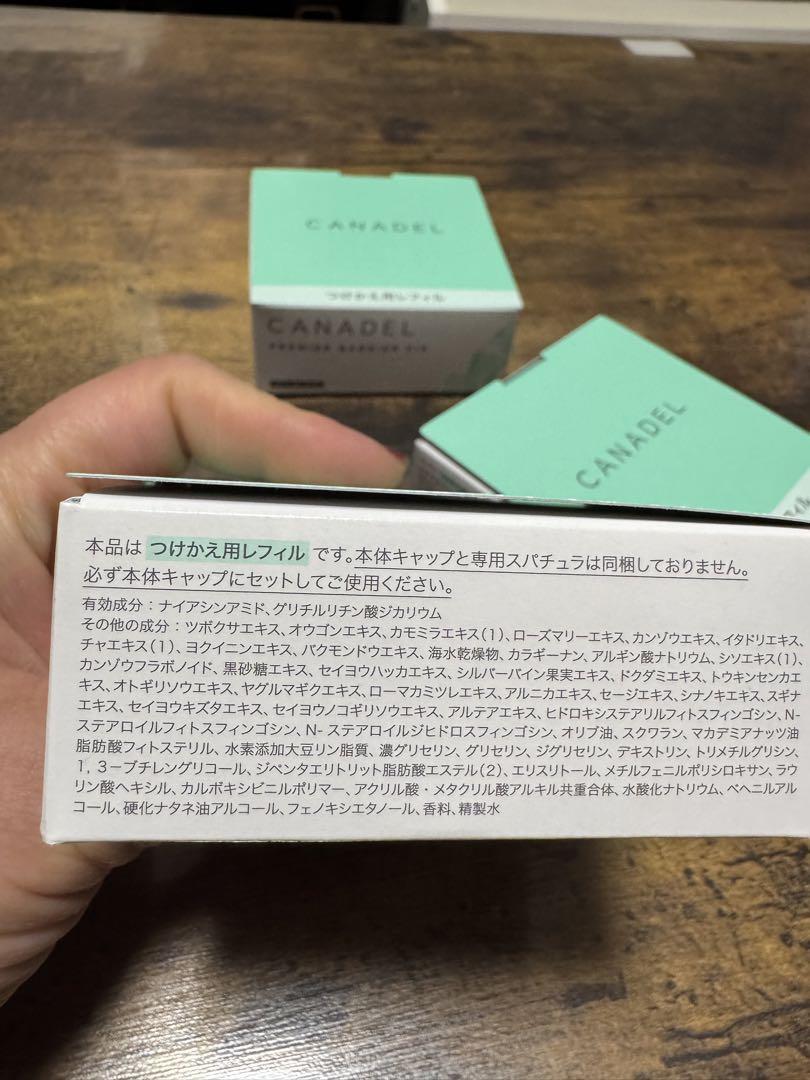 CANADEL
つけかえ用レフィル
CANADEL
PREMIER BARRIER FIX
CANADEL
本品は つけかえ用レフィル です。本体キャップと専用スパチュラは同梱しておりません。
必ず本体キャップにセットしてご使用ください。
有効成分：ナイアシンアミド、グリチルリチン酸ジカリウム
その他の成分：ツボクサエキス、オウゴンエキス、カモミラエキス(1)、ローズマリーエキス、カンゾウエキス、イタドリエキス、
チャエキス(1)、ヨクイニンエキス、バクモンドウエキス、海水乾燥物、カラギーナン、アルギン酸ナトリウム、シソエキス(1)、
カンゾウフラボノイド、黒砂糖エキス、セイヨウハッカエキス、シルバーバイン果実エキス、ドクダミエキス、トウキンセンカエ
キス、オトギリソウエキス、ヤグルマギクエキス、ローマカミツレエキス、アルニカエキス、セージエキス、シナノキエキス、スギナ
エキス、セイヨウキズタエキス、セイヨウノコギリソウエキス、アルテアエキス、ヒドロキシステアリルフィトスフィンゴシン、N-
ステアロイルフィトスフィンゴシン、N- ステアロイルジヒドロスフィンゴシン、オリブ油、スクワラン、マカデミアナッツ油
脂肪酸フィトステリル、水素添加大豆リン脂質、濃グリセリン、グリセリン、ジグリセリン、デキストリン、トリメチルグリシン、
1, 3－ブチレングリコール、ジペンタエリトリット脂肪酸エステル(2)、エリスリトール、メチルフェニルポリシロキサン、ラウ
リン酸ヘキシル、カルボキシビニルポリマー、アクリル酸・メタクリル酸アルキル共重合体、水酸化ナトリウム、ベヘニルアル
コール、硬化ナタネ油アルコール、フェノキシエタノール、香料、精製水